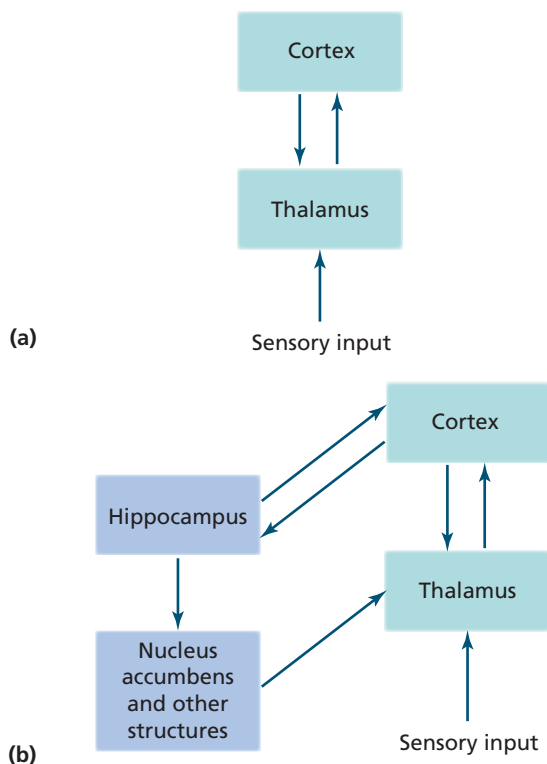 Cortex
Thalamus
(a)
Sensory input
Cortex
Hippocampus
Thalamus
Nucleus
accumbens
and other
structures
(b)
Sensory input